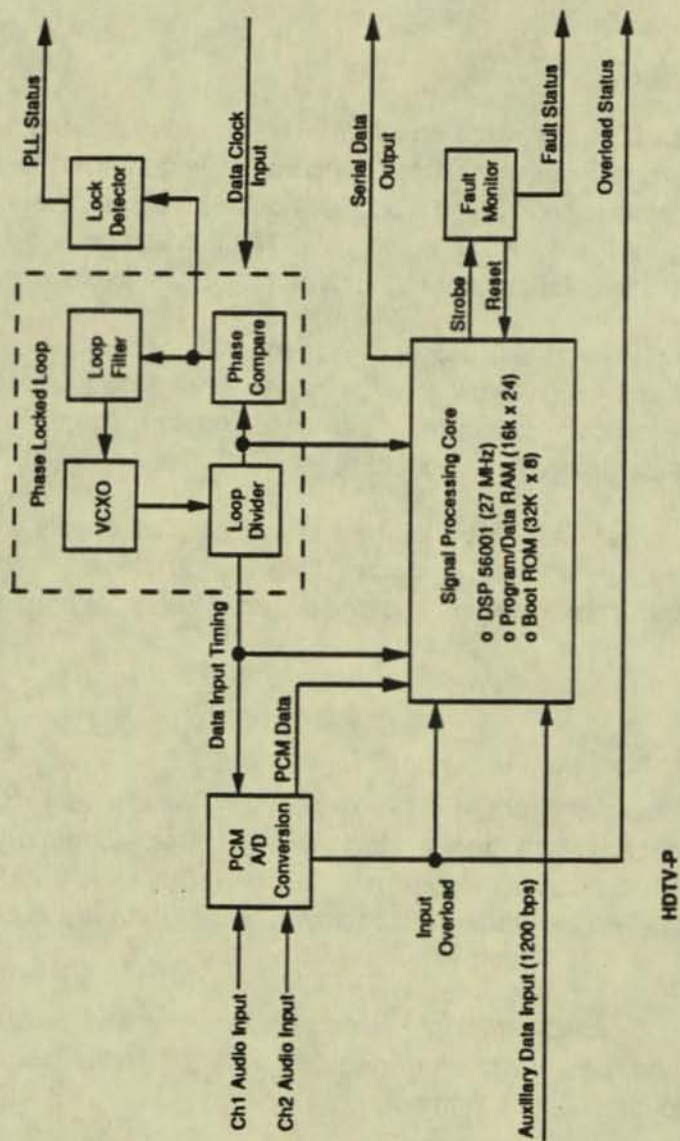 PLL Status
Lock
Detector
Data Clock
Input
Phase Locked Loop
Loop
Filter
VCXO
Phase
Compare
Loop
Divider
Serial Data
Output
Data Input Timing
PCM Data
Ch1 Audio Input
Ch2 Audio Input
PCM
A/D
Conversion
Signal Processing Core
o DSP 56001 (27 MHz)
o Program/Data RAM (16k x 24)
o Boot ROM (32K x 8)
Strobe
Reset
Fault
Monitor
Fault Status
Input
Overload
Overload Status
Auxiliary Data Input (1200 bps)
HDTV-P